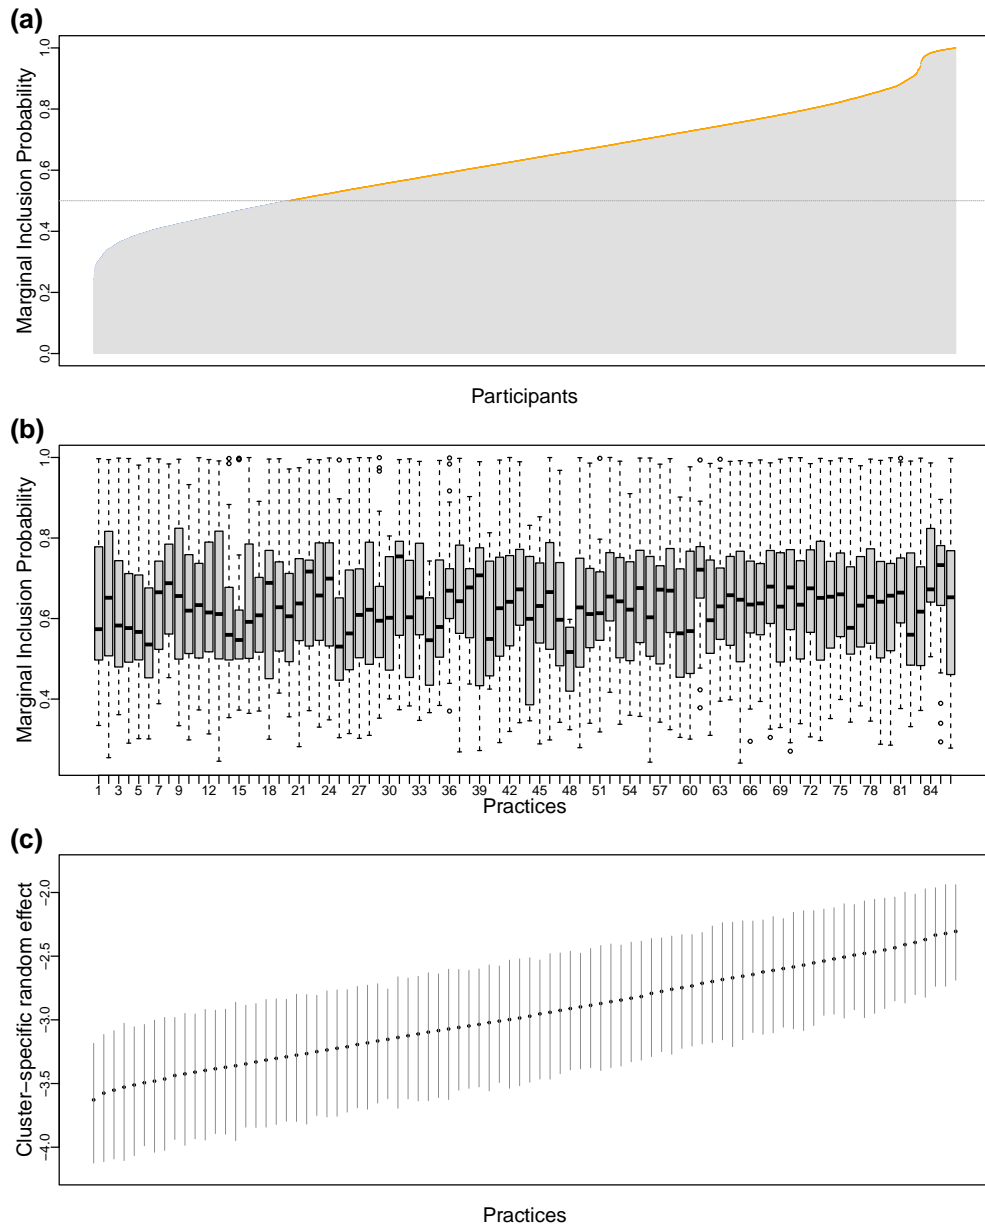 (a)
Marginal Inclusion Probability
1.0
0.8
0.6
0.4
0.2
0.0
Participants
(b)
Marginal Inclusion Probability
1.0
0.8
0.6
0.4
1 3 5 7 9 12 15 18 21 24 27 30 33 36 39 42 45 48 51 54 57 60 63 66 69 72 75 78 81 84
Practices
(c)
Cluster−specific random effect
−2.0
−2.5
−3.0
−3.5
−4.0
Practices